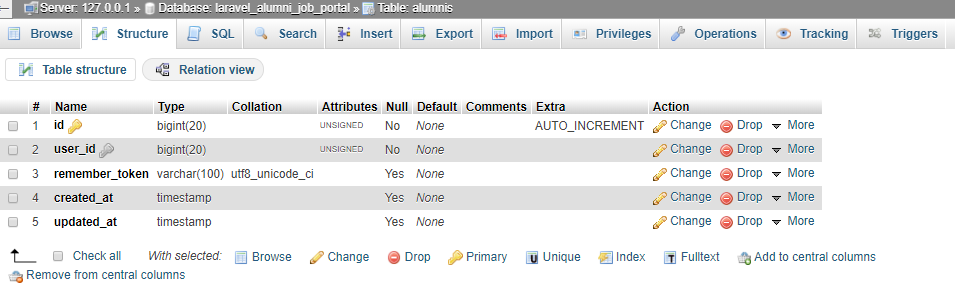 Server: 127.0.0.1 » Database: laravel_alumni_job_portal » Table: alumnis
Browse Structure SQL Search Insert Export Import Privileges Operations Tracking Triggers
Table structure Relation view
# Name Type Collation Attributes Null Default Comments Extra Action
1 id bigint(20) UNSIGNED No None AUTO_INCREMENT Change Drop More
2 user_id bigint(20) UNSIGNED No None Change Drop More
3 remember_token varchar(100) utf8_unicode_ci Yes None Change Drop More
4 created_at timestamp Yes None Change Drop More
5 updated_at timestamp Yes None Change Drop More
Check all With selected: Browse Change Drop Primary Unique Index Fulltext Add to central columns
Remove from central columns